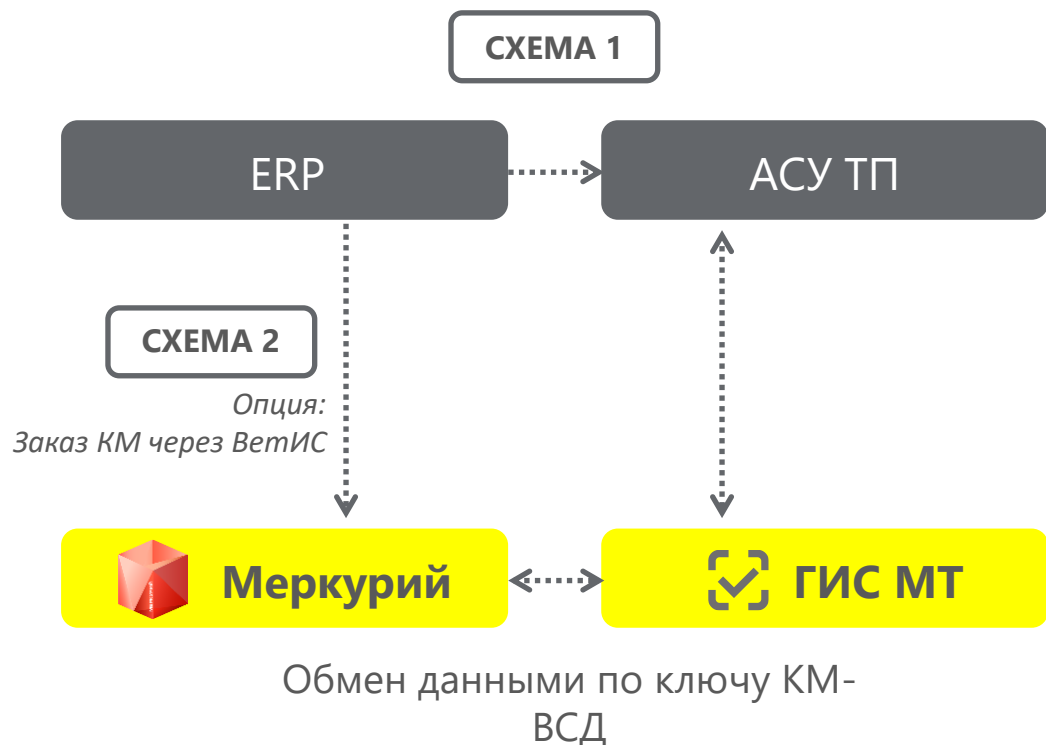 СХЕМА 1
ERP
АСУ ТП
СХЕМА 2
Опция:
Заказ КМ через ВетИС
Меркурий
ГИС МТ
Обмен данными по ключу КМ-
ВСД